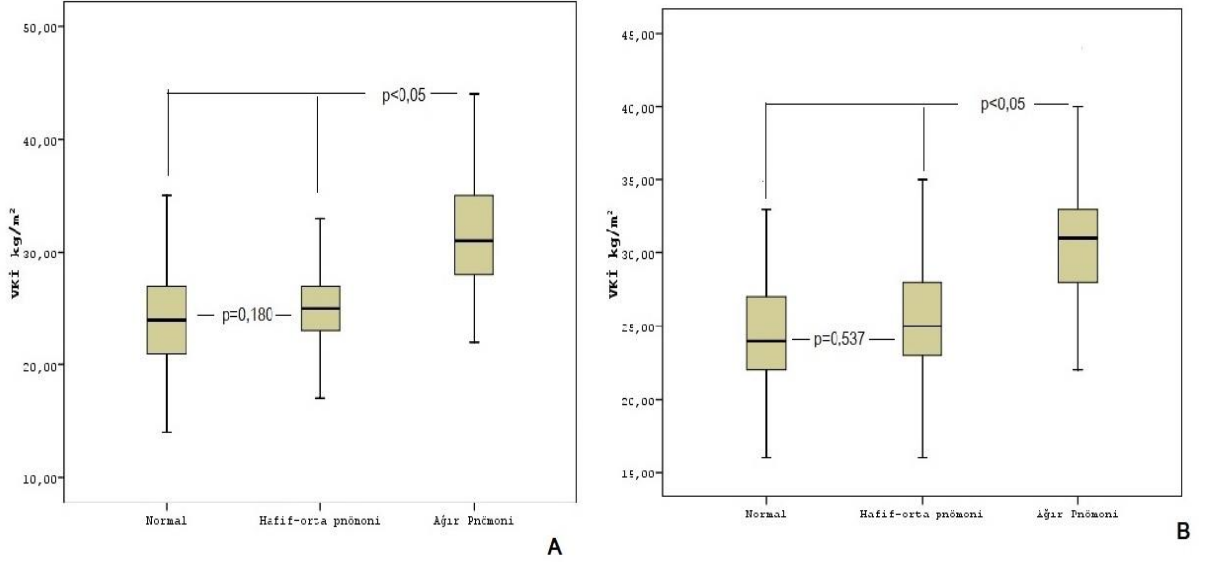 50,00
40,00
30,00
20,00
10,00
VKİ kg/m²
p<0,05
p=0,180
Normal
Hafif-orta pnömoni
Ağır Pnömoni
A
45,00
40,00
35,00
30,00
25,00
20,00
15,00
VKİ kg/m²
p<0,05
p=0,537
Normal
Hafif-orta pnömoni
Ağır Pnömoni
B